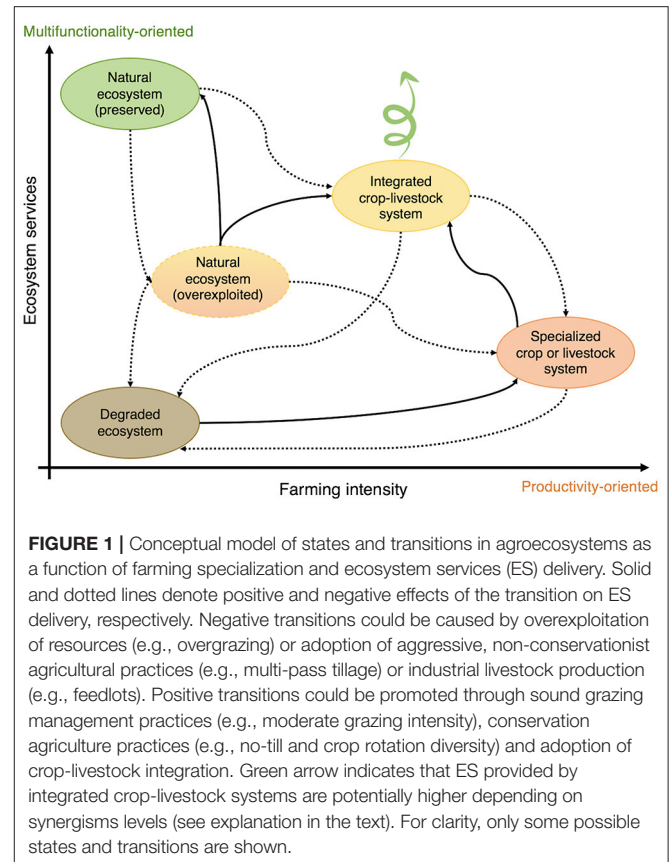 Multifunctionality-oriented
Natural
ecosystem
(preserved)
Integrated
crop-livestock
system
Natural
ecosystem
(overexploited)
Specialized
crop or livestock
system
Degraded
ecosystem
Ecosystem services
Farming intensity
Productivity-oriented
FIGURE 1 | Conceptual model of states and transitions in agroecosystems as
a function of farming specialization and ecosystem services (ES) delivery. Solid
and dotted lines denote positive and negative effects of the transition on ES
delivery, respectively. Negative transitions could be caused by overexploitation
of resources (e.g., overgrazing) or adoption of aggressive, non-conservationist
agricultural practices (e.g., multi-pass tillage) or industrial livestock production
(e.g., feedlots). Positive transitions could be promoted through sound grazing
management practices (e.g., moderate grazing intensity), conservation
agriculture practices (e.g., no-till and crop rotation diversity) and adoption of
crop-livestock integration. Green arrow indicates that ES provided by
integrated crop-livestock systems are potentially higher depending on
synergisms levels (see explanation in the text). For clarity, only some possible
states and transitions are shown.